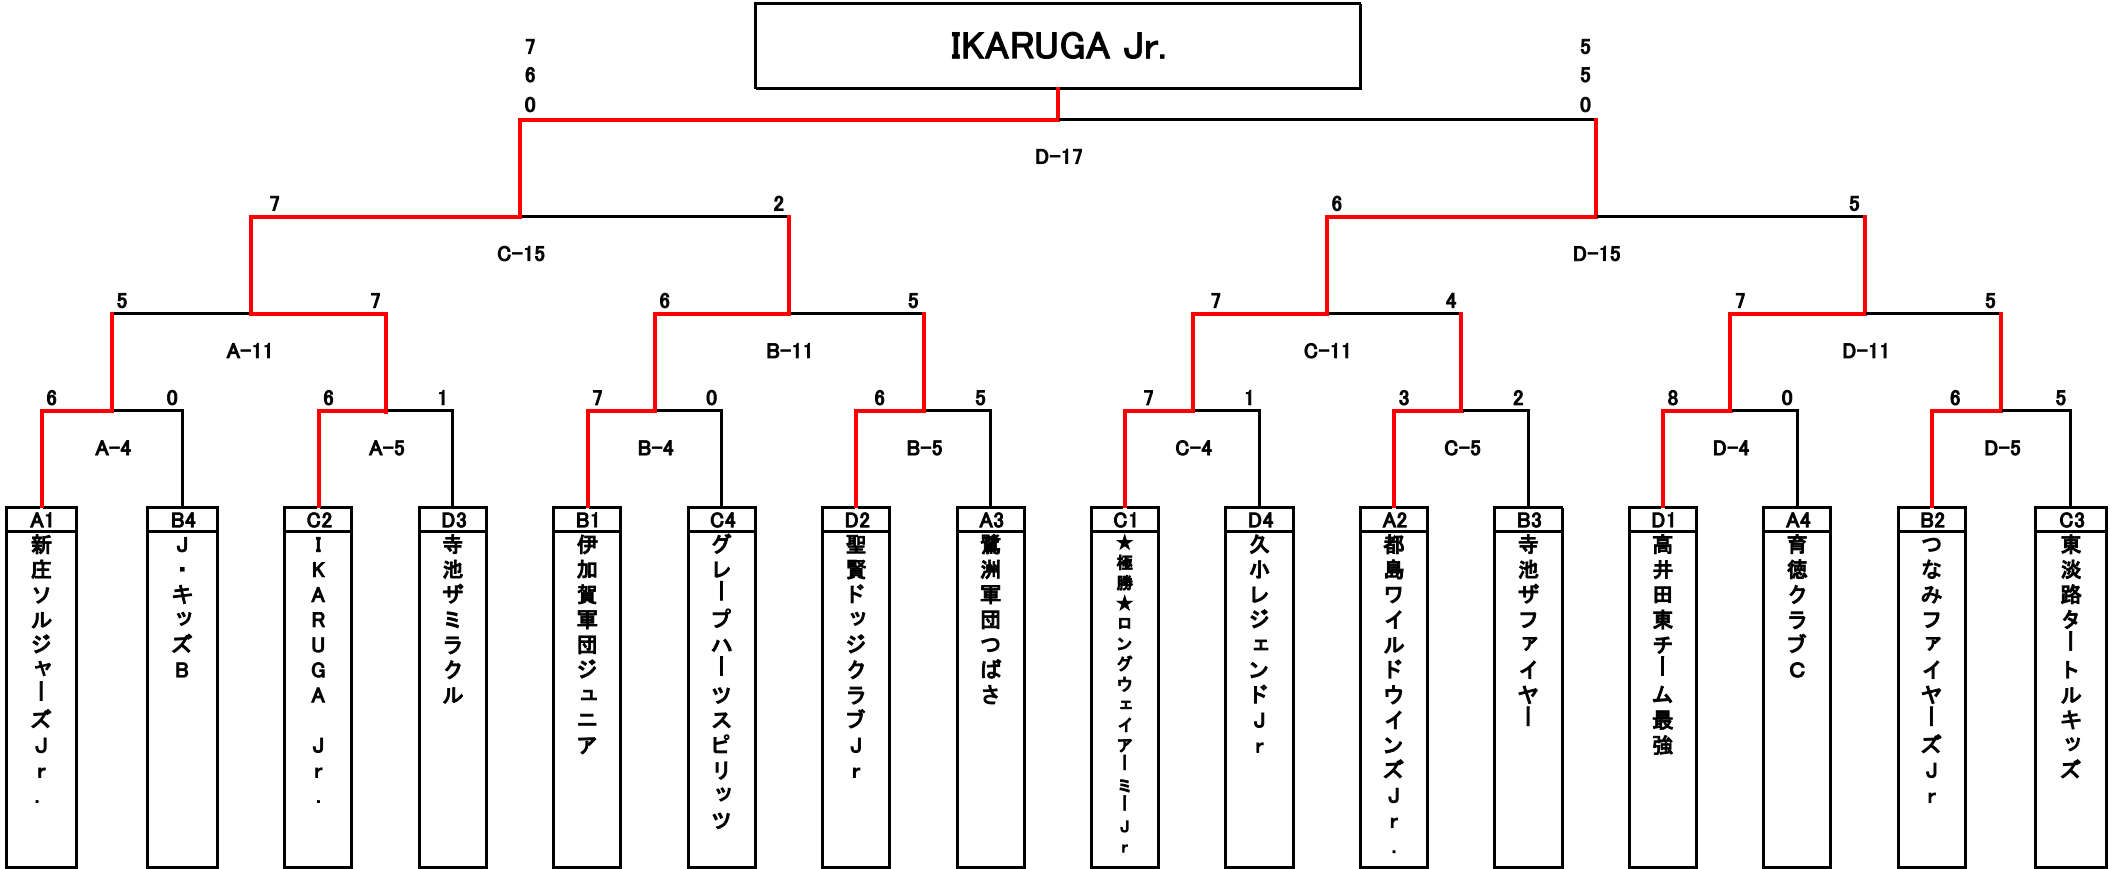 IKARUGA Jr.
7 5
6 5
0 0
D-17
7 2 6 5
C-15 D-15
5 7 6 5 7 4 7 5
A-11 B-11 C-11 D-11
6 0 6 1 7 0 6 5 7 1 3 2 8 0 6 5
A-4 A-5 B-4 B-5 C-4 C-5 D-4 D-5
A1 B4 C2 D3 B1 C4 D2 A3 C1 D4 A2 B3 D1 A4 B2 C3
新庄ソルジャーズJr.
J・キッズB
IKARUGA Jr.
寺池ザミラクル
伊加賀軍団ジュニア
グレープハーツスピリッツ
聖賢ドッジクラブJr
鷺洲軍団つばさ
★極勝★ロングウェイアーミーJr
久小レジェンドJr
都島ワイルドウインズJr.
寺池ザファイヤー
高井田東チーム最強
育徳クラブC
つなみファイヤーズJr
東淡路タートルキッズ